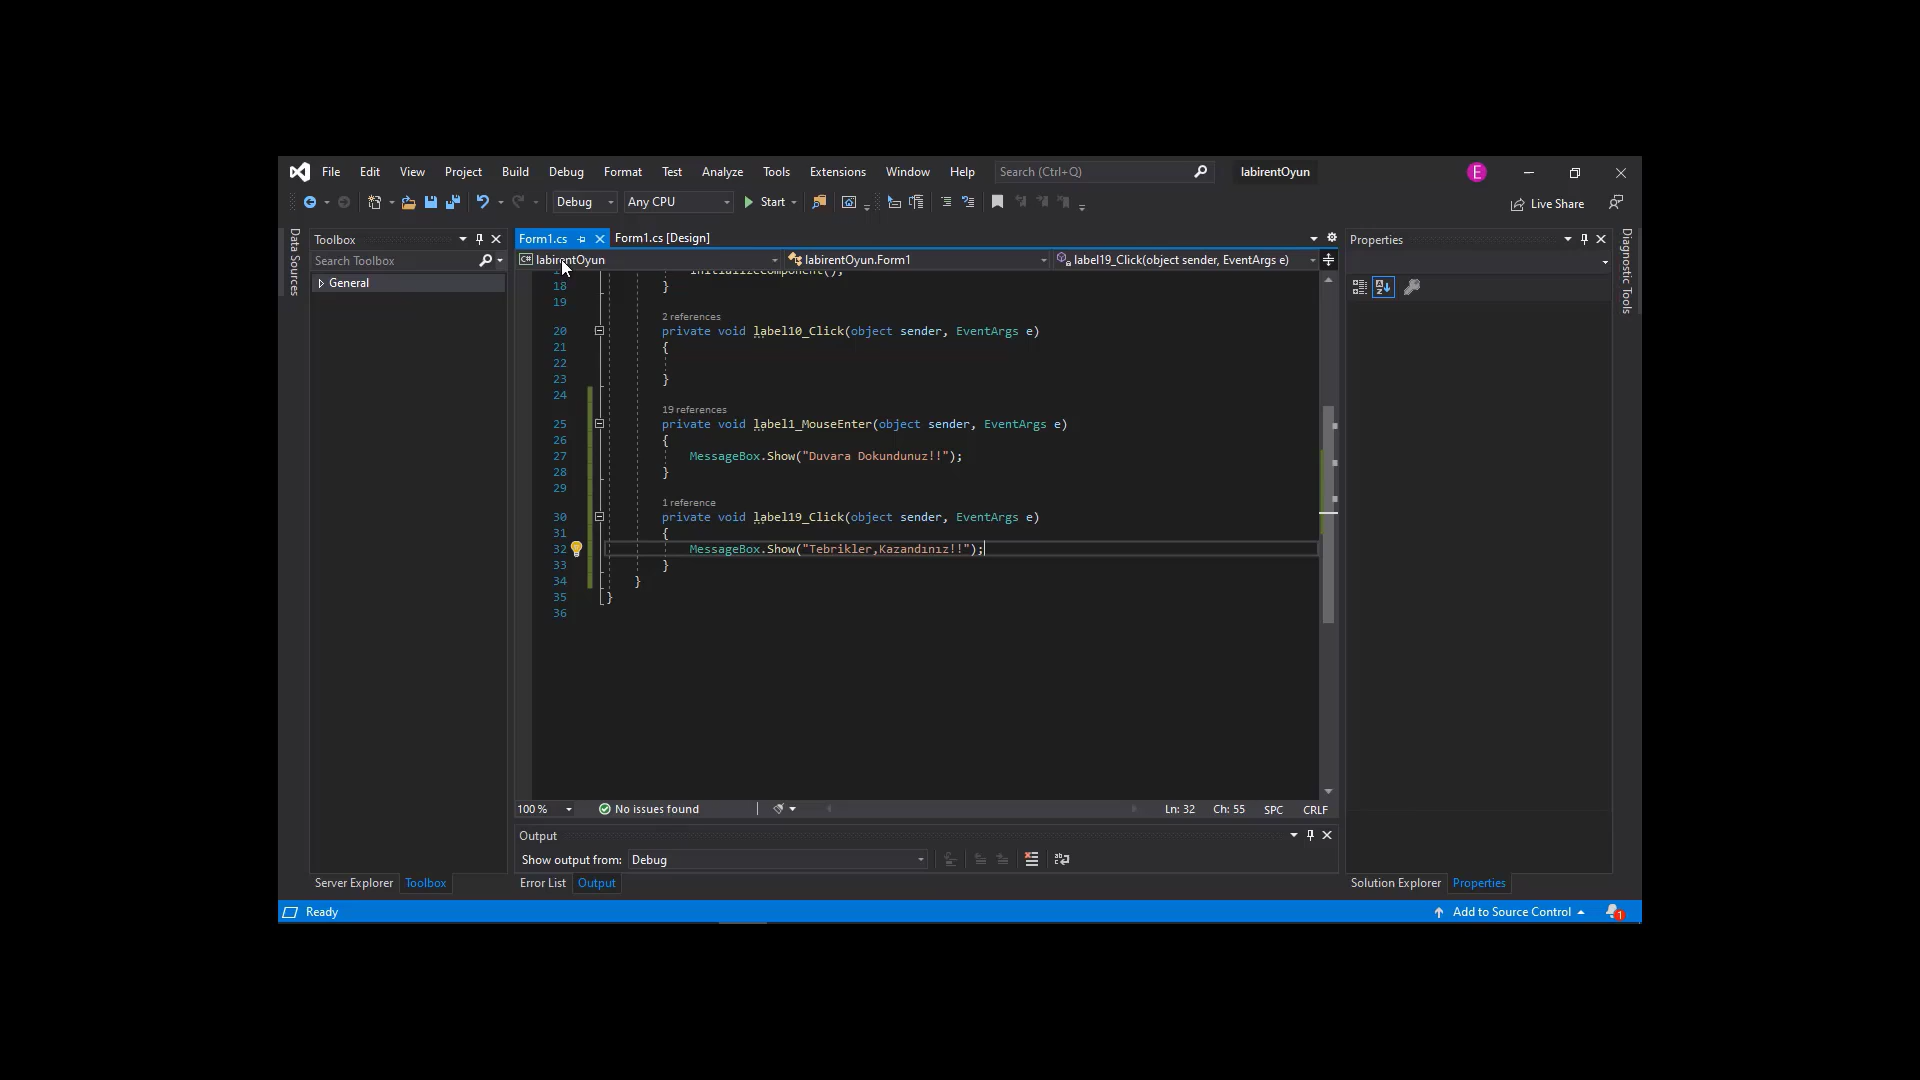 File Edit View Project Build Debug Format Test Analyze Tools Extensions Window Help Search (Ctrl+Q) labirentOyun E
Debug Any CPU Start Live Share
Data Sources
Toolbox
Search Toolbox
General
Form1.cs Form1.cs [Design]
labirentOyun labirentOyun.Form1 label19_Click(object sender, EventArgs e)
InitializeComponent();
18 }
19
2 references
20 private void label10_Click(object sender, EventArgs e)
21 {
22
23 }
24
19 references
25 private void label1_MouseEnter(object sender, EventArgs e)
26 {
27 MessageBox.Show("Duvara Dokundunuz!!");
28 }
29
1 reference
30 private void label19_Click(object sender, EventArgs e)
31 {
32 MessageBox.Show("Tebrikler,Kazandınız!!");
33 }
34 }
35 }
36
100 % No issues found Ln: 32 Ch: 55 SPC CRLF
Output
Show output from: Debug
Error List Output
Server Explorer Toolbox
Properties
Diagnostic Tools
Solution Explorer Properties
Ready Add to Source Control 1